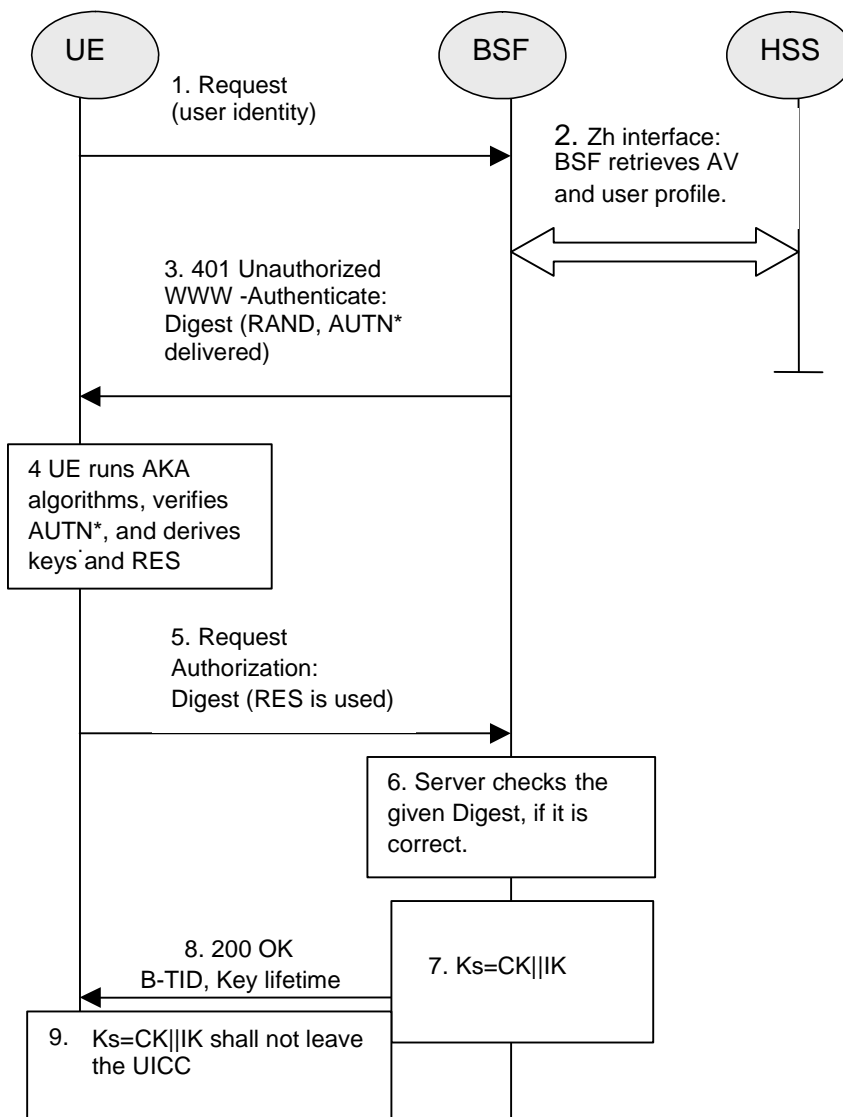 UE
BSF
HSS
1. Request
(user identity)
2. Zh interface:
BSF retrieves AV
and user profile.
3. 401 Unauthorized
WWW -Authenticate:
Digest (RAND, AUTN*
delivered)
4 UE runs AKA
algorithms, verifies
AUTN*, and derives
keys and RES
5. Request
Authorization:
Digest (RES is used)
6. Server checks the
given Digest, if it is
correct.
7. Ks=CK||IK
8. 200 OK
B-TID, Key lifetime
9. Ks=CK||IK shall not leave
the UICC